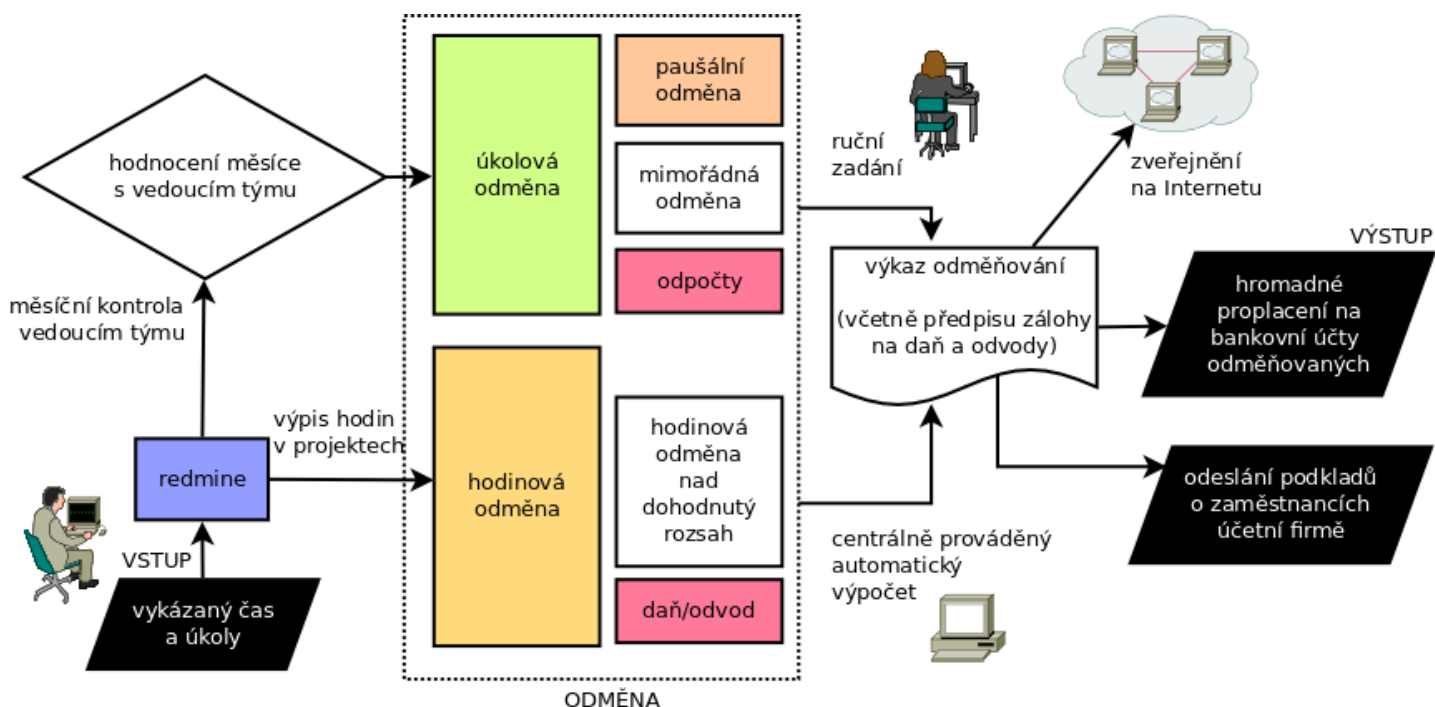 hodnocení měsíce
s vedoucím týmu
měsíční kontrola
vedoucím týmu
výpis hodin
v projektech
redmine
VSTUP
vykázaný čas
a úkoly
úkolová
odměna
paušální
odměna
mimořádná
odměna
odpočty
hodinová
odměna
hodinová
odměna
nad
dohodnutý
rozsah
daň/odvod
ODMĚNA
ruční
zadání
výkaz odměňování
(včetně předpisu zálohy
na daň a odvody)
centrálně prováděný
automatický
výpočet
zveřejnění
na Internetu
VÝSTUP
hromadné
proplacení na
bankovní účty
odměňovaných
odeslání podkladů
o zaměstnancích
účetní firmě